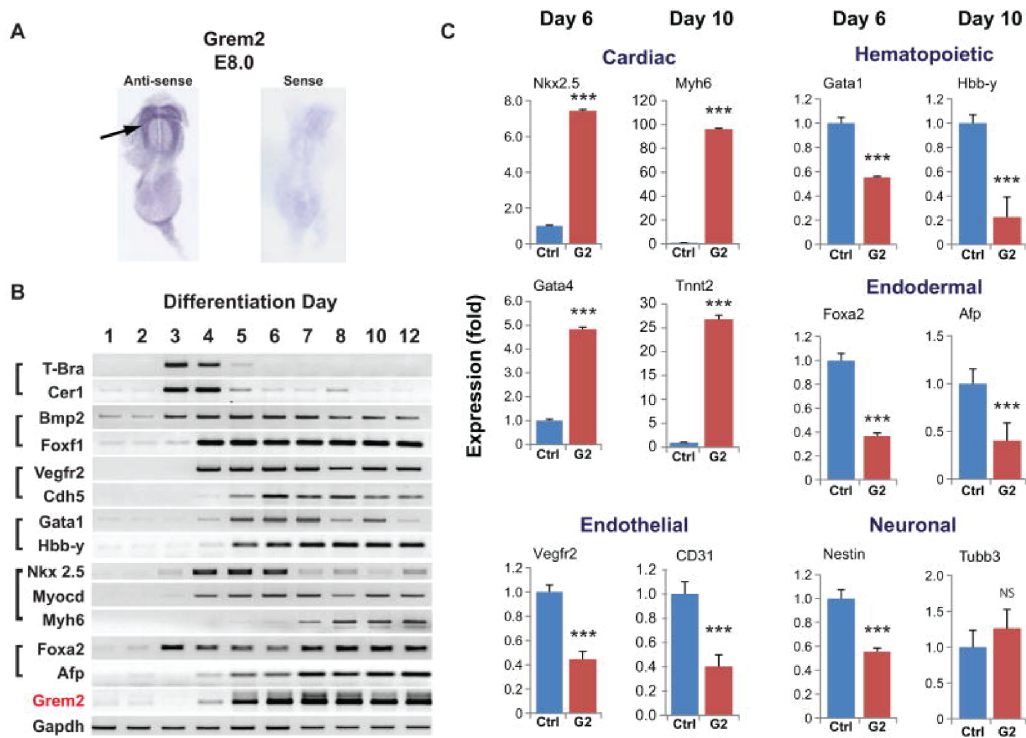 A
Grem2
E8.0
Anti-sense
Sense
B
Differentiation Day
1 2 3 4 5 6 7 8 10 12
T-Bra
Cer1
Bmp2
Foxf1
Vegfr2
Cdh5
Gata1
Hbb-y
Nkx 2.5
Myocd
Myh6
Foxa2
Afp
Grem2
Gapdh
C
Day 6 Day 10 Day 6 Day 10
Expression (fold)
Cardiac
Nkx2.5
8.0
6.0
4.0
2.0
0
***
Ctrl G2
Myh6
120
100
80
60
40
20
0
***
Ctrl G2
Gata4
6.0
5.0
4.0
3.0
2.0
1.0
0
***
Ctrl G2
Tnnt2
30
25
20
15
10
5
0
***
Ctrl G2
Hematopoietic
Gata1
1.2
1.0
0.8
0.6
0.4
0.2
0
***
Ctrl G2
Hbb-y
1.2
1.0
0.8
0.6
0.4
0.2
0
***
Ctrl G2
Endodermal
Foxa2
1.2
1.0
0.8
0.6
0.4
0.2
0
***
Ctrl G2
Afp
1.5
1.0
0.5
0
***
Ctrl G2
Endothelial
Vegfr2
1.2
1.0
0.8
0.6
0.4
0.2
0
***
Ctrl G2
CD31
1.2
1.0
0.8
0.6
0.4
0.2
0.0
***
Ctrl G2
Neuronal
Nestin
1.2
1.0
0.8
0.6
0.4
0.2
0
***
Ctrl G2
Tubb3
2.0
1.5
1.0
0.5
0
NS
Ctrl G2